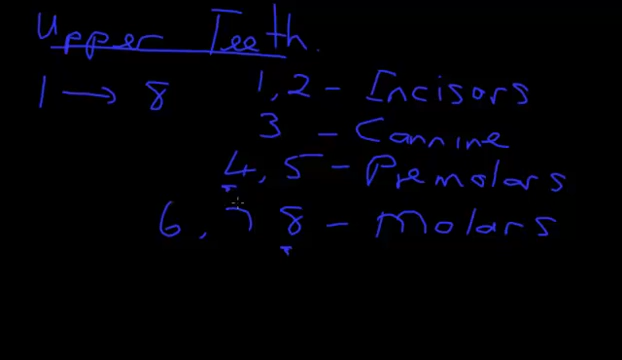 Upper Teeth.
1 → 8 1,2 - Incisors
3 - Cannine
4,5 - Premolars
6,7 8 - Molars